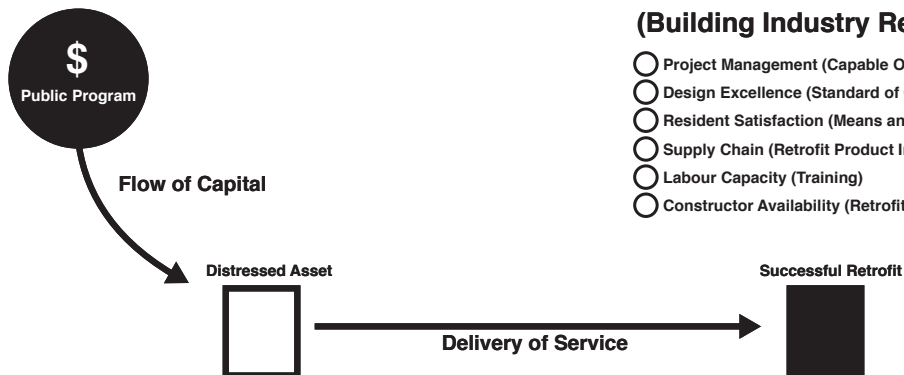 $
Public Program
Flow of Capital
(Building Industry
Project Management (Capable
Design Excellence (Standard of
Resident Satisfaction (Means
Supply Chain (Retrofit Product
Labour Capacity (Training)
Constructor Availability
Distressed Asset
Successful Retrofit
Delivery of Service